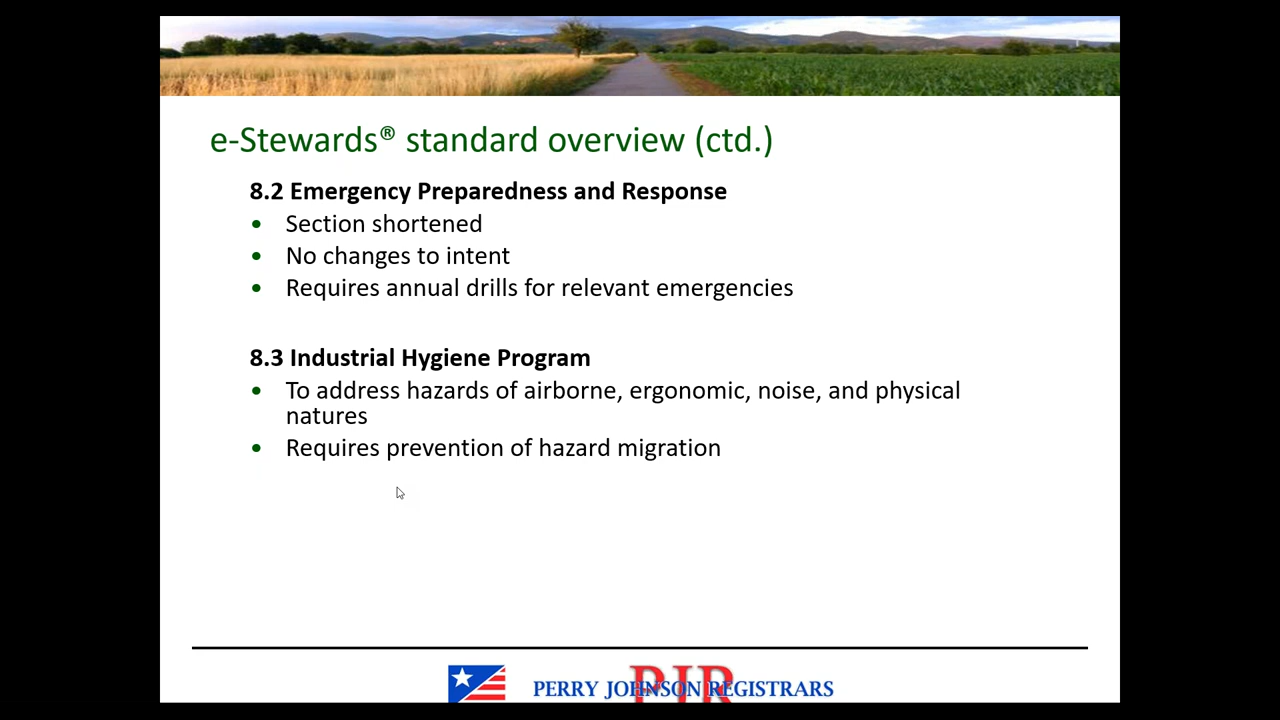 e-Stewards® standard overview (ctd.)
8.2 Emergency Preparedness and Response
• Section shortened
• No changes to intent
• Requires annual drills for relevant emergencies
8.3 Industrial Hygiene Program
• To address hazards of airborne, ergonomic, noise, and physical
natures
• Requires prevention of hazard migration
PJR
PERRY JOHNSON REGISTRARS